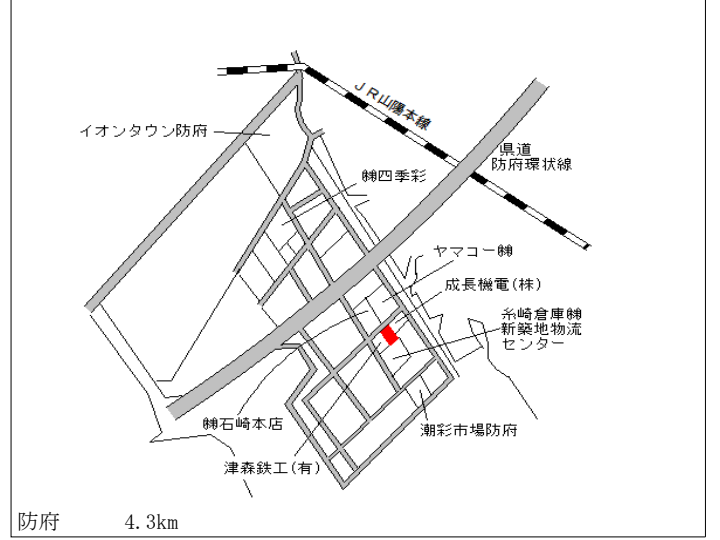 JR山陽本線
イオンタウン防府
県道
防府環状線
㈱四季彩
ヤマコー㈱
成長機電(株)
糸崎倉庫㈱
新築地物流
センター
㈱石崎本店
潮彩市場防府
津森鉄工(有)
防府 4.3km